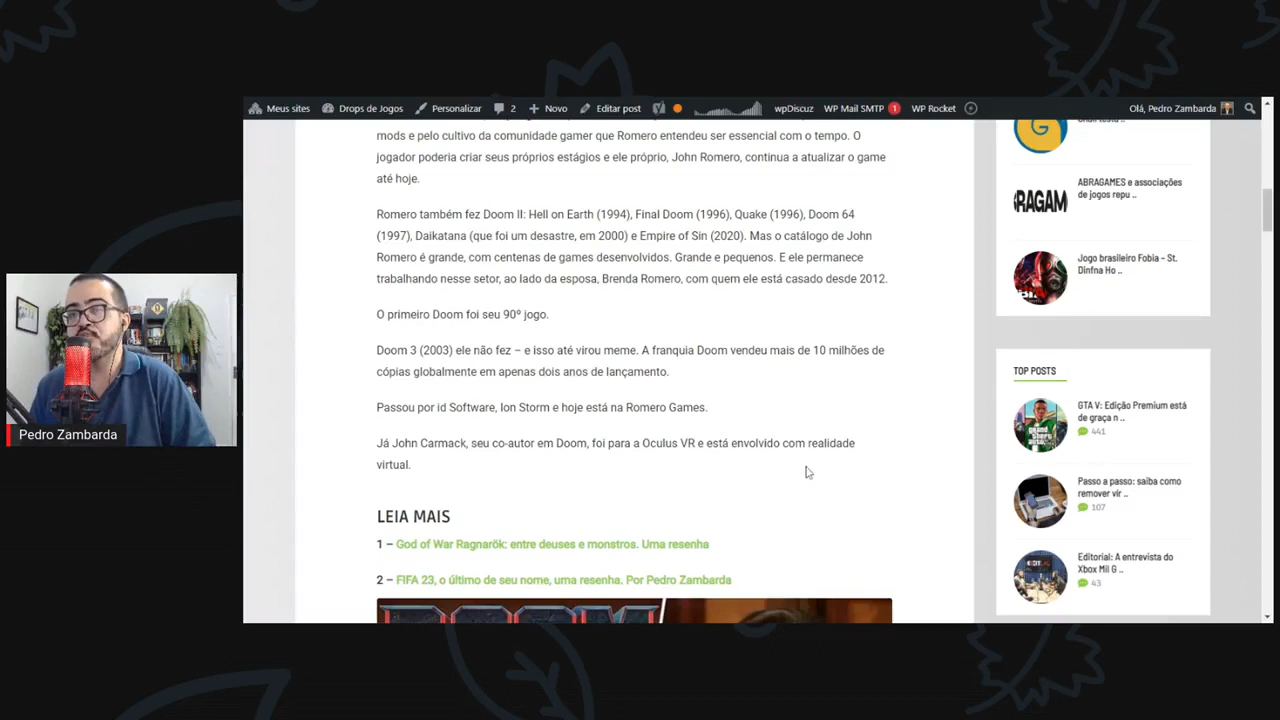 Meus sites Drops de Jogos Personalizar 2 Novo Editar post wpDiscuz WP Mail SMTP 1 WP Rocket Olá, Pedro Zambarda
mods e pelo cultivo da comunidade gamer que Romero entendeu ser essencial com o tempo. O
jogador poderia criar seus próprios estágios e ele próprio, John Romero, continua a atualizar o game
até hoje.
Romero também fez Doom II: Hell on Earth (1994), Final Doom (1996), Quake (1996), Doom 64
(1997), Daikatana (que foi um desastre, em 2000) e Empire of Sin (2020). Mas o catálogo de John
Romero é grande, com centenas de games desenvolvidos. Grande e pequenos. E ele permanece
trabalhando nesse setor, ao lado da esposa, Brenda Romero, com quem ele está casado desde 2012.
O primeiro Doom foi seu 90º jogo.
Doom 3 (2003) ele não fez – e isso até virou meme. A franquia Doom vendeu mais de 10 milhões de
cópias globalmente em apenas dois anos de lançamento.
Passou por id Software, Ion Storm e hoje está na Romero Games.
Já John Carmack, seu co-autor em Doom, foi para a Oculus VR e está envolvido com realidade
virtual.
LEIA MAIS
1 – God of War Ragnarök: entre deuses e monstros. Uma resenha
2 – FIFA 23, o último de seu nome, uma resenha. Por Pedro Zambarda
G
BRAGAM
ABRAGAMES e associações
de jogos repu ..
Jogo brasileiro Fobia – St.
Dinfna Ho ..
TOP POSTS
GTA V: Edição Premium está
de graça n ..
441
Passo a passo: saiba como
remover vír ..
107
Editorial: A entrevista do
Xbox Mil G ..
43
Pedro Zambarda